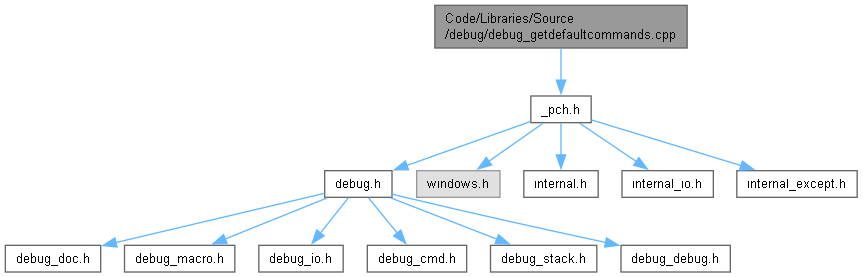 Code/Libraries/Source
/debug/debug_getdefaultcommands.cpp
_pch.h
debug.h
windows.h
internal.h
internal_io.h
internal_except.h
debug_doc.h
debug_macro.h
debug_io.h
debug_cmd.h
debug_stack.h
debug_debug.h